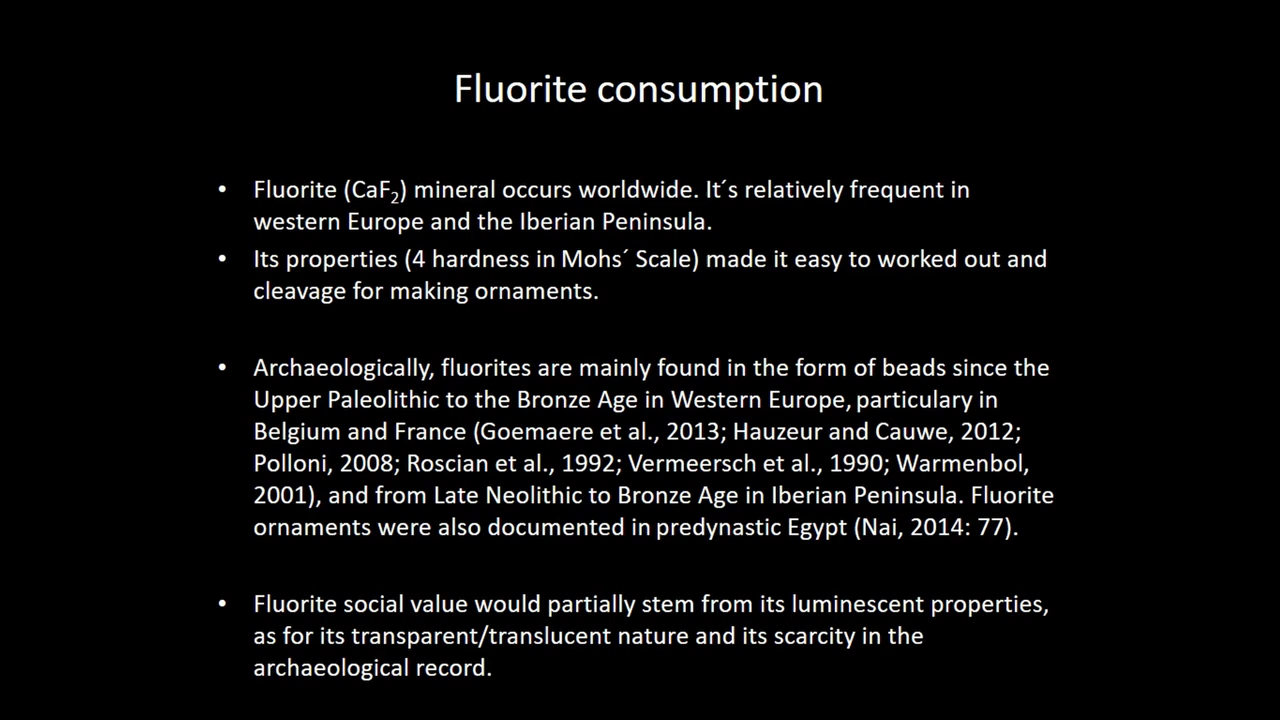 Fluorite consumption
• Fluorite (CaF₂) mineral occurs worldwide. It´s relatively frequent in
western Europe and the Iberian Peninsula.
• Its properties (4 hardness in Mohs´ Scale) made it easy to worked out and
cleavage for making ornaments.
• Archaeologically, fluorites are mainly found in the form of beads since the
Upper Paleolithic to the Bronze Age in Western Europe, particulary in
Belgium and France (Goemaere et al., 2013; Hauzeur and Cauwe, 2012;
Polloni, 2008; Roscian et al., 1992; Vermeersch et al., 1990; Warmenbol,
2001), and from Late Neolithic to Bronze Age in Iberian Peninsula. Fluorite
ornaments were also documented in predynastic Egypt (Nai, 2014: 77).
• Fluorite social value would partially stem from its luminescent properties,
as for its transparent/translucent nature and its scarcity in the
archaeological record.